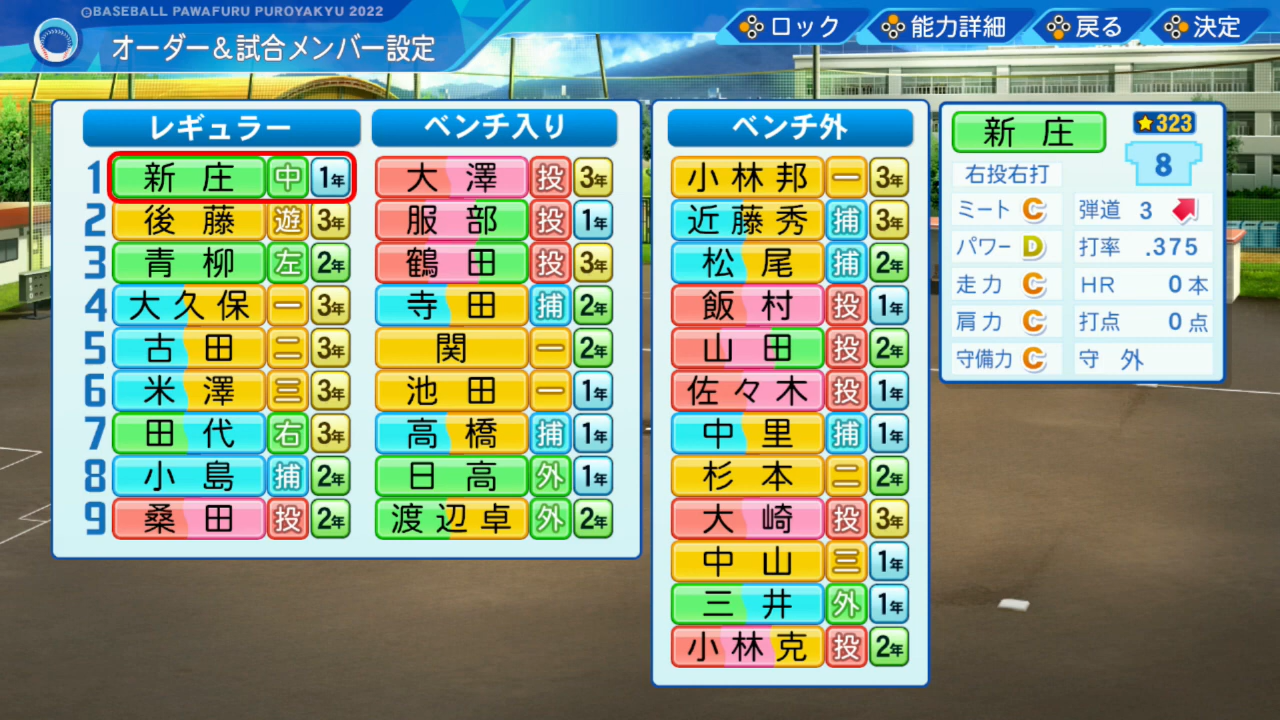 ©BASEBALL PAWAFURU PUROYAKYU 2022
オーダー&試合メンバー設定
ロック 能力詳細 戻る 決定
レギュラー
1 新庄 中 1年
2 後藤 遊 3年
3 青柳 左 2年
4 大久保 一 3年
5 古田 二 3年
6 米澤 三 3年
7 田代 右 3年
8 小島 捕 2年
9 桑田 投 2年
ベンチ入り
大澤 投 3年
服部 投 1年
鶴田 投 3年
寺田 捕 2年
関 一 2年
池田 一 1年
高橋 捕 1年
日高 外 1年
渡辺卓 外 2年
ベンチ外
小林邦 一 3年
近藤秀 捕 3年
松尾 捕 2年
飯村 投 1年
山田 投 2年
佐々木 投 1年
中里 捕 1年
杉本 二 2年
大崎 投 3年
中山 三 1年
三井 外 1年
小林克 投 2年
新庄 ★323
右投右打 8
ミート C 弾道 3
パワー D 打率 .375
走力 C HR 0本
肩力 C 打点 0点
守備力 C 守 外